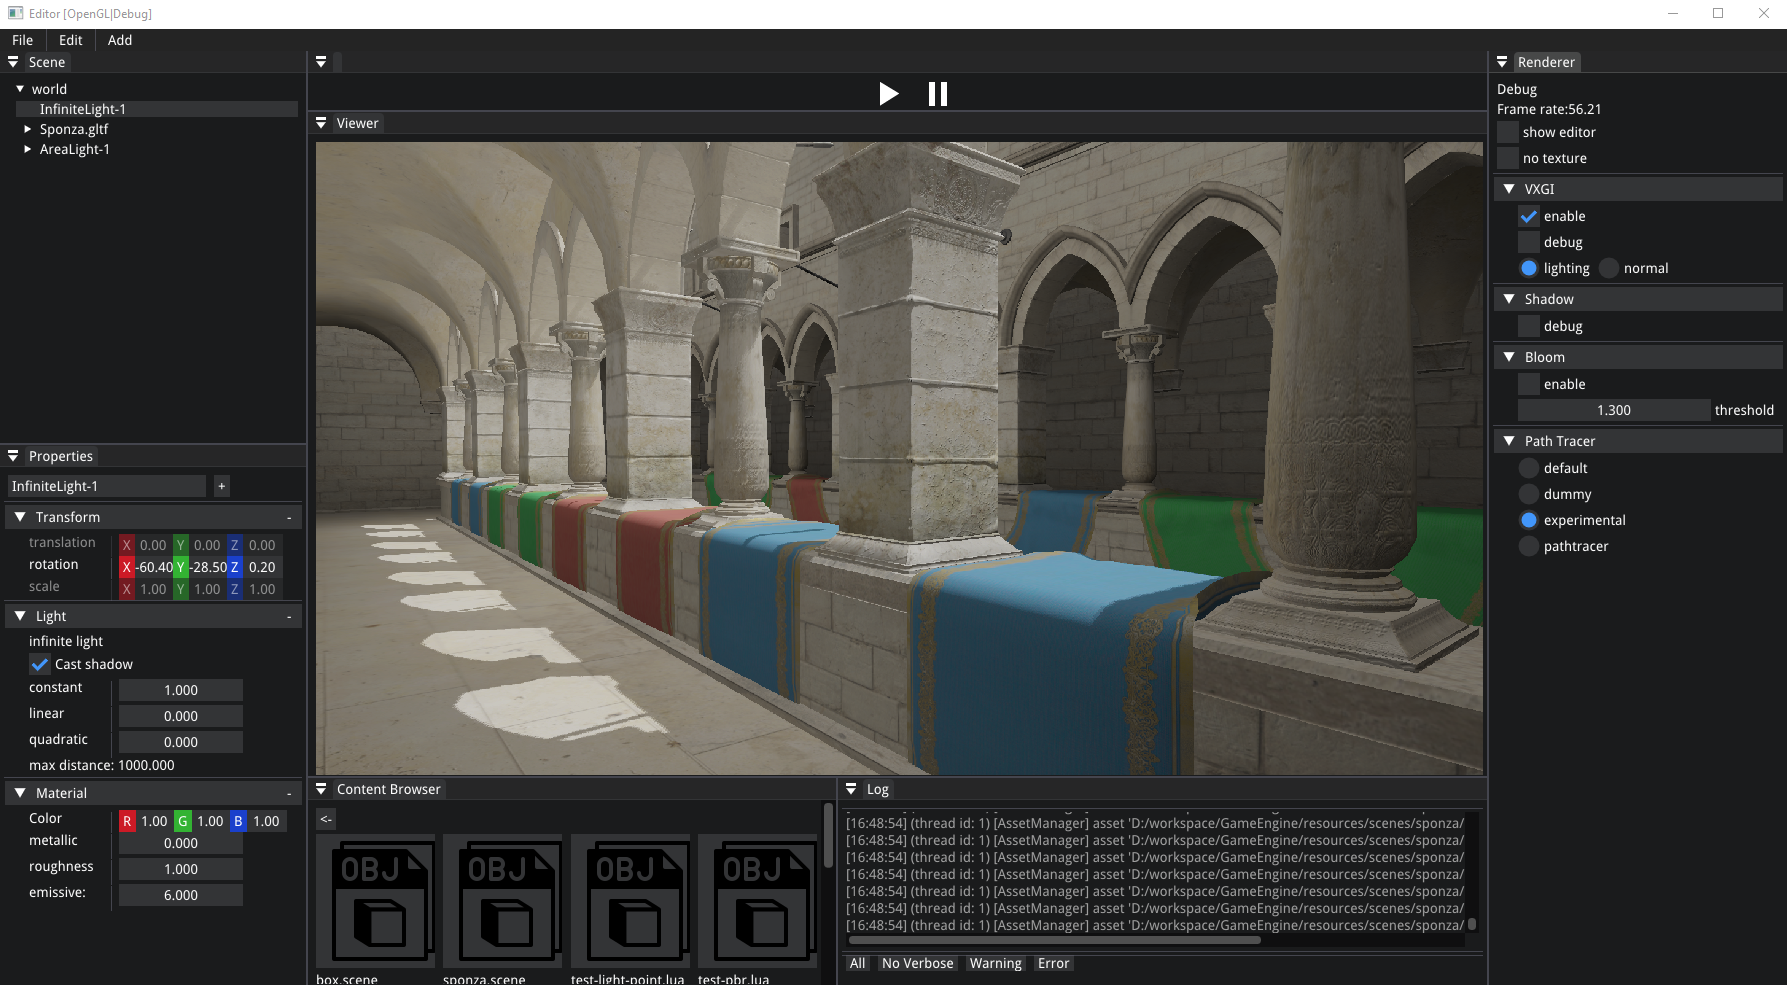 Editor [OpenGL|Debug]
File Edit Add
Scene
world
InfiniteLight-1
Sponza.gltf
AreaLight-1
Properties
InfiniteLight-1 +
Transform -
translation X 0.00 Y 0.00 Z 0.00
rotation X -60.40 Y -28.50 Z 0.20
scale X 1.00 Y 1.00 Z 1.00
Light -
infinite light
Cast shadow
constant 1.000
linear 0.000
quadratic 0.000
max distance: 1000.000
Material -
Color R 1.00 G 1.00 B 1.00
metallic 0.000
roughness 1.000
emissive: 6.000
Viewer
Content Browser
<-
OBJ OBJ OBJ OBJ
box.scene sponza.scene test-light-point.lua test-pbr.lua
Log
[16:48:54] (thread id: 1) [AssetManager] asset 'D:/workspace/GameEngine/resources/scenes/sponza/
[16:48:54] (thread id: 1) [AssetManager] asset 'D:/workspace/GameEngine/resources/scenes/sponza/
[16:48:54] (thread id: 1) [AssetManager] asset 'D:/workspace/GameEngine/resources/scenes/sponza/
[16:48:54] (thread id: 1) [AssetManager] asset 'D:/workspace/GameEngine/resources/scenes/sponza/
[16:48:54] (thread id: 1) [AssetManager] asset 'D:/workspace/GameEngine/resources/scenes/sponza/
[16:48:54] (thread id: 1) [AssetManager] asset 'D:/workspace/GameEngine/resources/scenes/sponza/
[16:48:54] (thread id: 1) [AssetManager] asset 'D:/workspace/GameEngine/resources/scenes/sponza/
All No Verbose Warning Error
Renderer
Debug
Frame rate:56.21
show editor
no texture
VXGI
enable
debug
lighting normal
Shadow
debug
Bloom
enable
1.300 threshold
Path Tracer
default
dummy
experimental
pathtracer